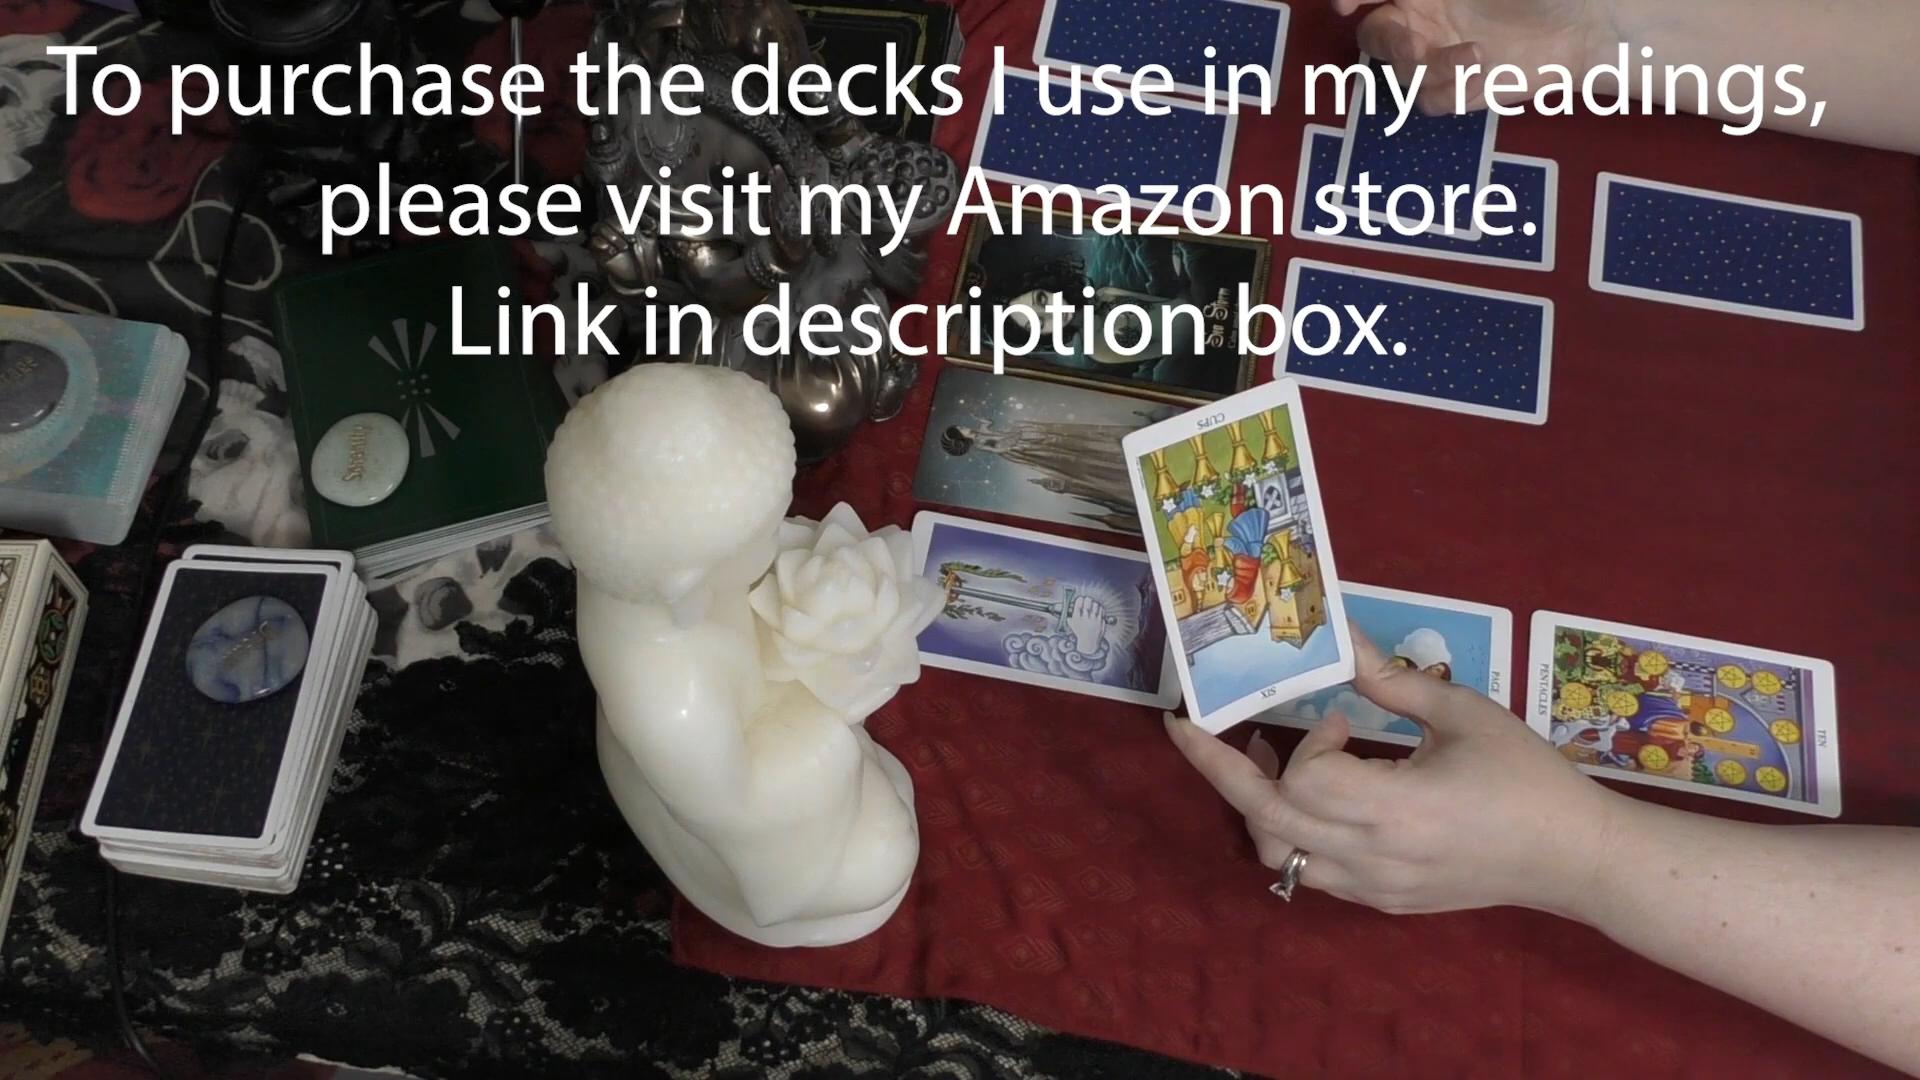 To purchase the decks I use in my readings,
please visit my Amazon store.
Link in description box.
CUPS
SIX
PAGE
PENTACLES
TEN